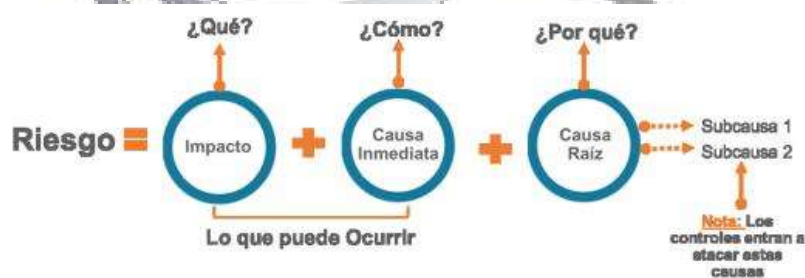 ¿Qué?
¿Cómo?
¿Por qué?
Riesgo =
Impacto
+
Causa
Inmediata
+
Causa
Raíz
Subcausa 1
Subcausa 2
Lo que puede Ocurrir
Nota: Los
controles entran a
atacar estas
causas